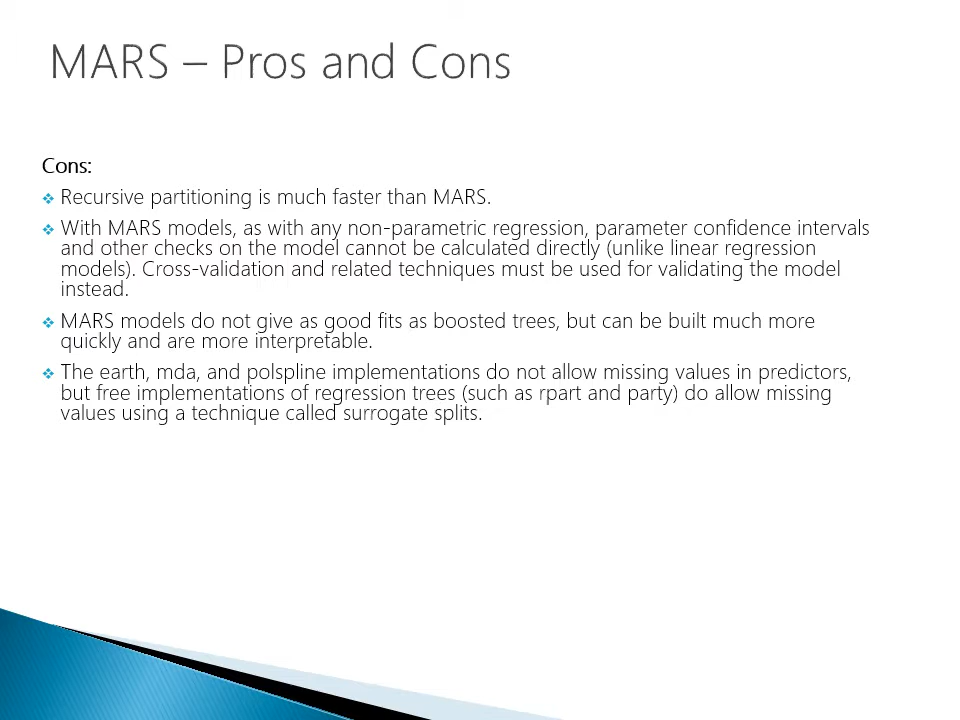 MARS – Pros and Cons
Cons:
❖ Recursive partitioning is much faster than MARS.
❖ With MARS models, as with any non-parametric regression, parameter confidence intervals
and other checks on the model cannot be calculated directly (unlike linear regression
models). Cross-validation and related techniques must be used for validating the model
instead.
❖ MARS models do not give as good fits as boosted trees, but can be built much more
quickly and are more interpretable.
❖ The earth, mda, and polspline implementations do not allow missing values in predictors,
but free implementations of regression trees (such as rpart and party) do allow missing
values using a technique called surrogate splits.